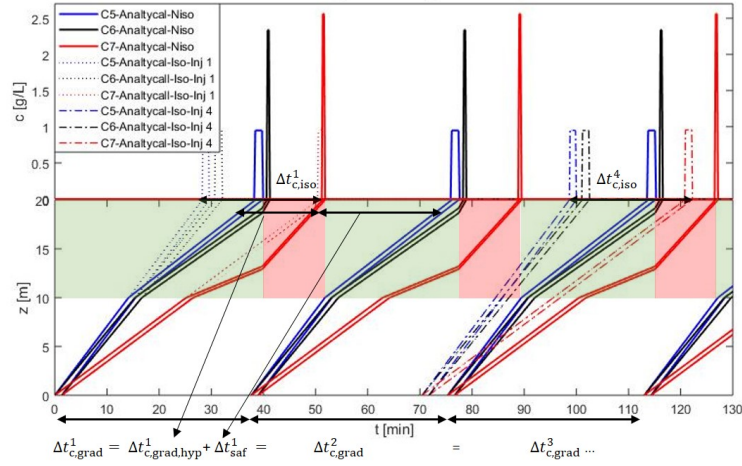 C5-Analtycal-Niso
C6-Analtycal-Niso
C7-Analtycal-Niso
C5-Analtycall-Iso-Inj 1
C6-Analtycall-Iso-Inj 1
C7-Analtycall-Iso-Inj 1
C5-Analtycal-Iso-Inj 4
C6-Analtycal-Iso-Inj 4
C7-Analtycal-Iso-Inj 4
2.5
2
1.5
1
0.5
0
c [g/L]
Δt¹c,iso
Δt⁴c,iso
20
15
10
5
0
z [m]
0 10 20 30 40 50 60 70 80 90 100 110 120 130
t [min]
Δt¹c,grad = Δt¹c,grad,hyp + Δt¹saf = Δt²c,grad = Δt³c,grad ...